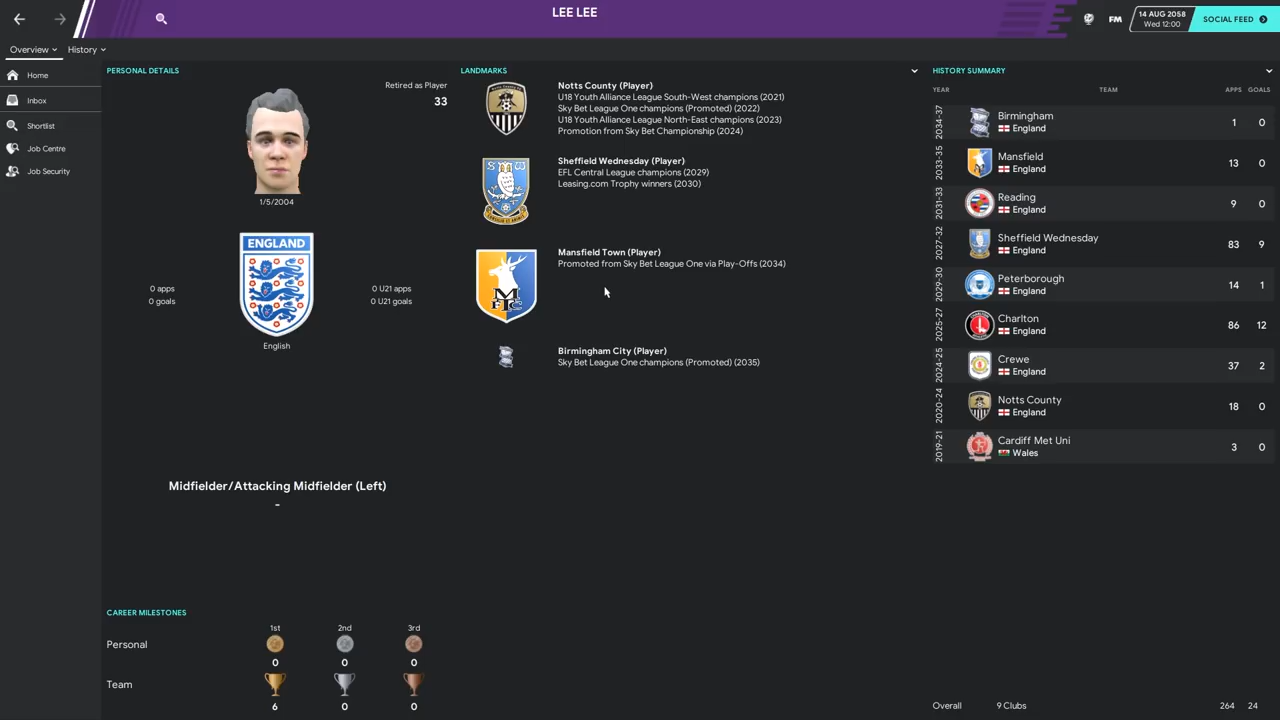 LEE LEE
14 AUG 2058
Wed 12:00
FM
SOCIAL FEED
Overview
History
Home
Inbox
Shortlist
Job Centre
Job Security
PERSONAL DETAILS
Retired as Player
33
1/5/2004
ENGLAND
0 apps
0 goals
0 U21 apps
0 U21 goals
English
Midfielder/Attacking Midfielder (Left)
-
CAREER MILESTONES
1st 2nd 3rd
Personal
0 0 0
Team
6 0 0
LANDMARKS
Notts County (Player)
U18 Youth Alliance League South-West champions (2021)
Sky Bet League One champions (Promoted) (2022)
U18 Youth Alliance League North-East champions (2023)
Promotion from Sky Bet Championship (2024)
Sheffield Wednesday (Player)
EFL Central League champions (2029)
Leasing.com Trophy winners (2030)
Mansfield Town (Player)
Promoted from Sky Bet League One via Play-Offs (2034)
Birmingham City (Player)
Sky Bet League One champions (Promoted) (2035)
HISTORY SUMMARY
YEAR TEAM APPS GOALS
2034-37 Birmingham 1 0
England
2033-35 Mansfield 13 0
England
2031-33 Reading 9 0
England
2027-32 Sheffield Wednesday 83 9
England
2029-30 Peterborough 14 1
England
2025-27 Charlton 86 12
England
2024-25 Crewe 37 2
England
2020-24 Notts County 18 0
England
2019-21 Cardiff Met Uni 3 0
Wales
Overall 9 Clubs 264 24